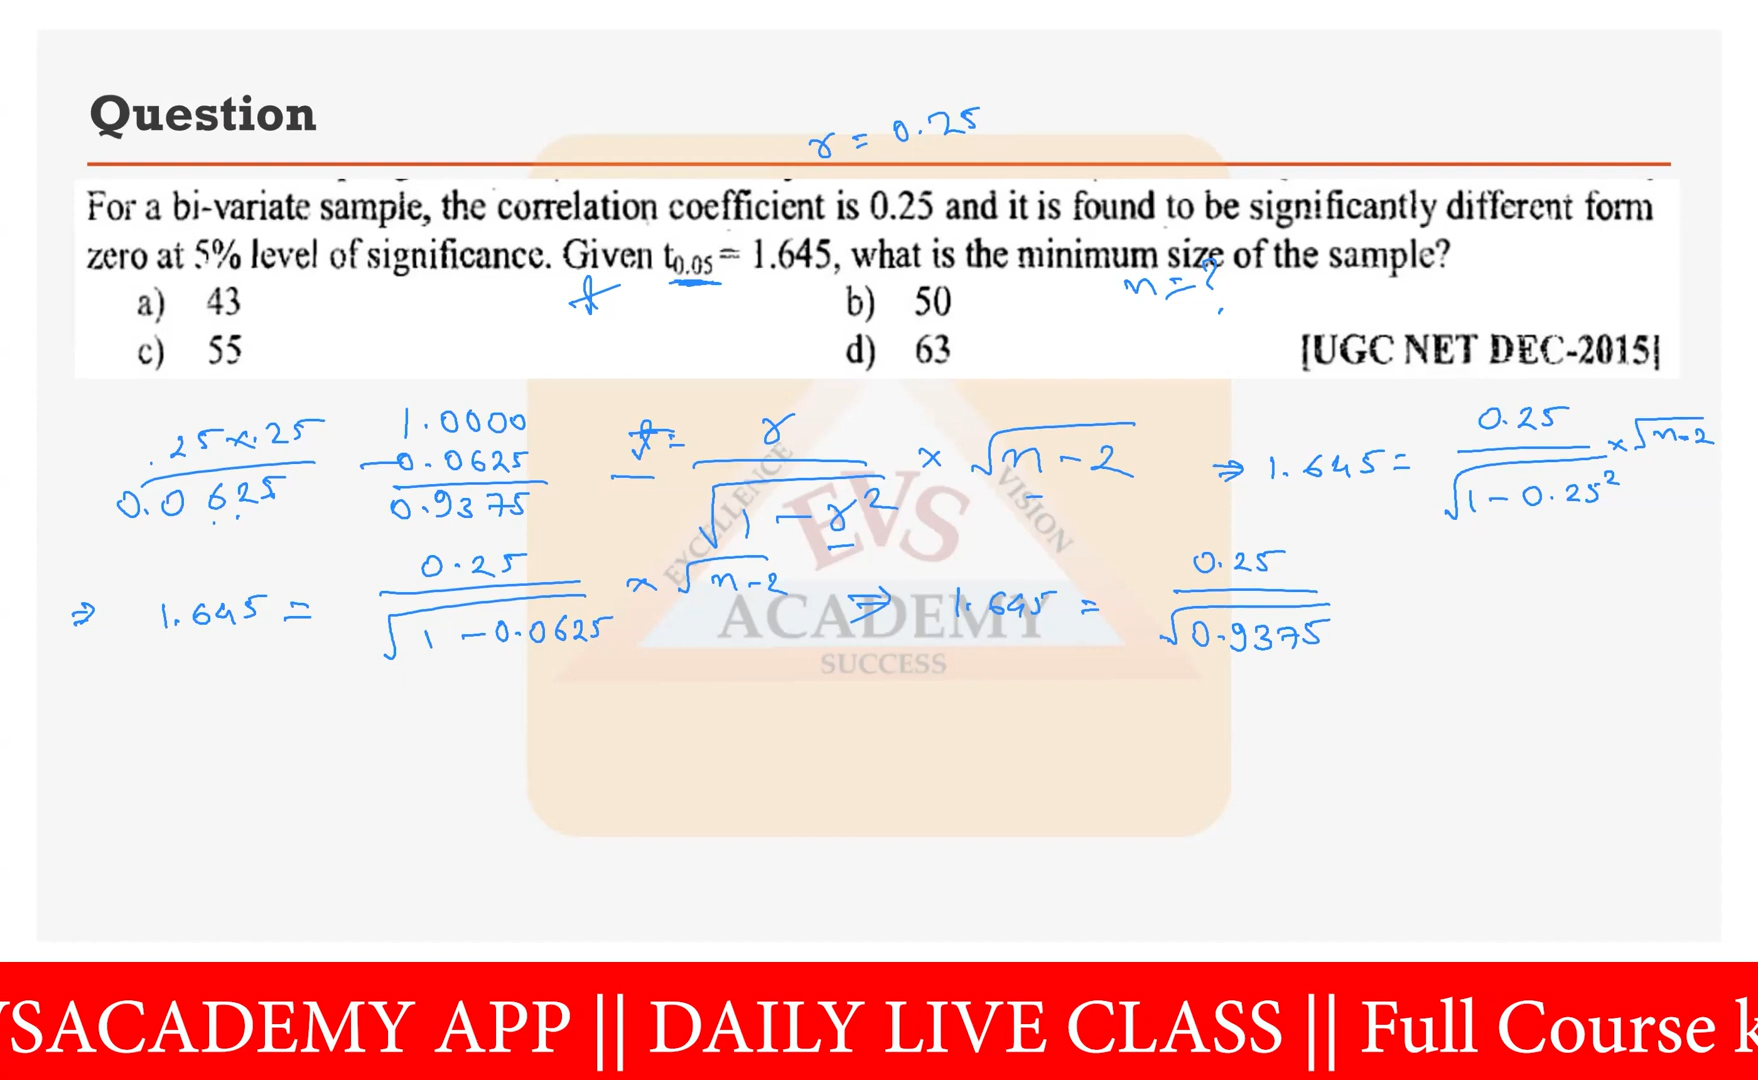 Question
r = 0.25
For a bi-variate sample, the correlation coefficient is 0.25 and it is found to be significantly different form
zero at 5% level of significance. Given t0.05 = 1.645, what is the minimum size of the sample?
t
n = ?
a) 43
b) 50
c) 55
d) 63
[UGC NET DEC-2015]
.25 x .25
0.0625
1.0000
-0.0625
0.9375
t = r / √1 - r² x √n - 2
⇒ 1.645 = 0.25 / √1 - 0.25² x √n-2
⇒ 1.645 = 0.25 / √1 - 0.0625 x √n-2
⇒ 1.645 = 0.25 / √0.9375
EXCELLENCE
VISION
EVS
ACADEMY
SUCCESS
VSACADEMY APP || DAILY LIVE CLASS || Full Course k